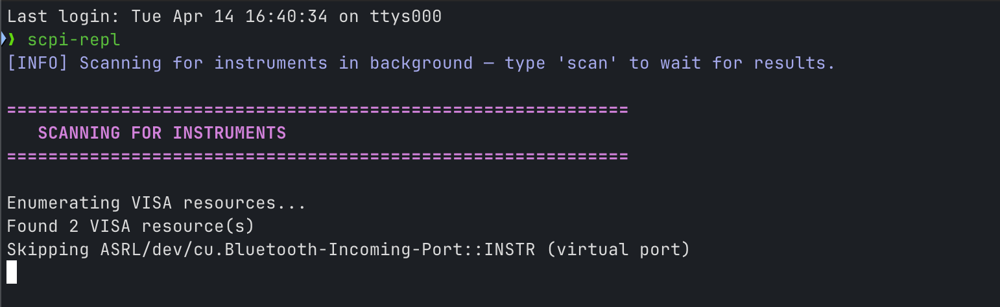 Last login: Tue Apr 14 16:40:34 on ttys000
❯ scpi-repl
[INFO] Scanning for instruments in background — type 'scan' to wait for results.
============================================================
   SCANNING FOR INSTRUMENTS
============================================================
Enumerating VISA resources...
Found 2 VISA resource(s)
Skipping ASRL/dev/cu.Bluetooth-Incoming-Port::INSTR (virtual port)